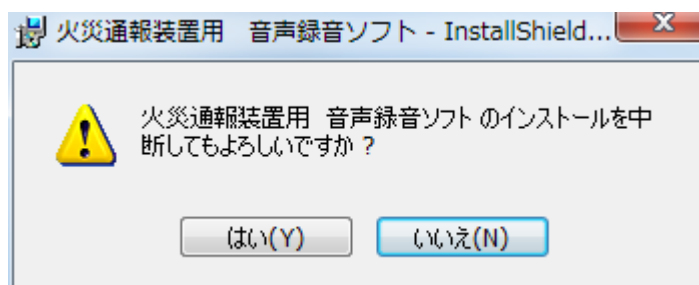 火災通報装置用　音声録音ソフト - InstallShield...
火災通報装置用　音声録音ソフト のインストールを中
断してもよろしいですか ?
はい(Y)
いいえ(N)